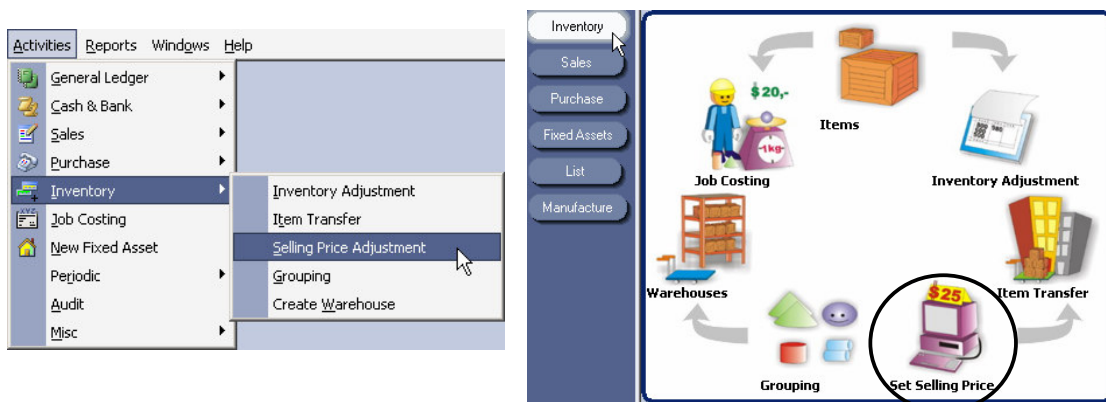 Activities Reports Windows Help
General Ledger
Cash & Bank
Sales
Purchase
Inventory
Job Costing
New Fixed Asset
Periodic
Audit
Misc
Inventory Adjustment
Item Transfer
Selling Price Adjustment
Grouping
Create Warehouse
Inventory
Sales
Purchase
Fixed Assets
List
Manufacture
Items
$20,-
1kg
Job Costing
Inventory Adjustment
Warehouses
$25
Item Transfer
Grouping
Set Selling Price